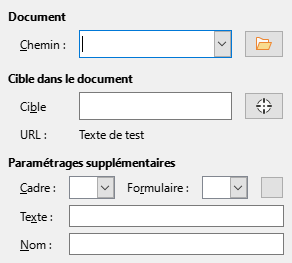 Document
Chemin :
Cible dans le document
Cible
URL : Texte de test
Paramétrages supplémentaires
Cadre : Formulaire :
Texte :
Nom :